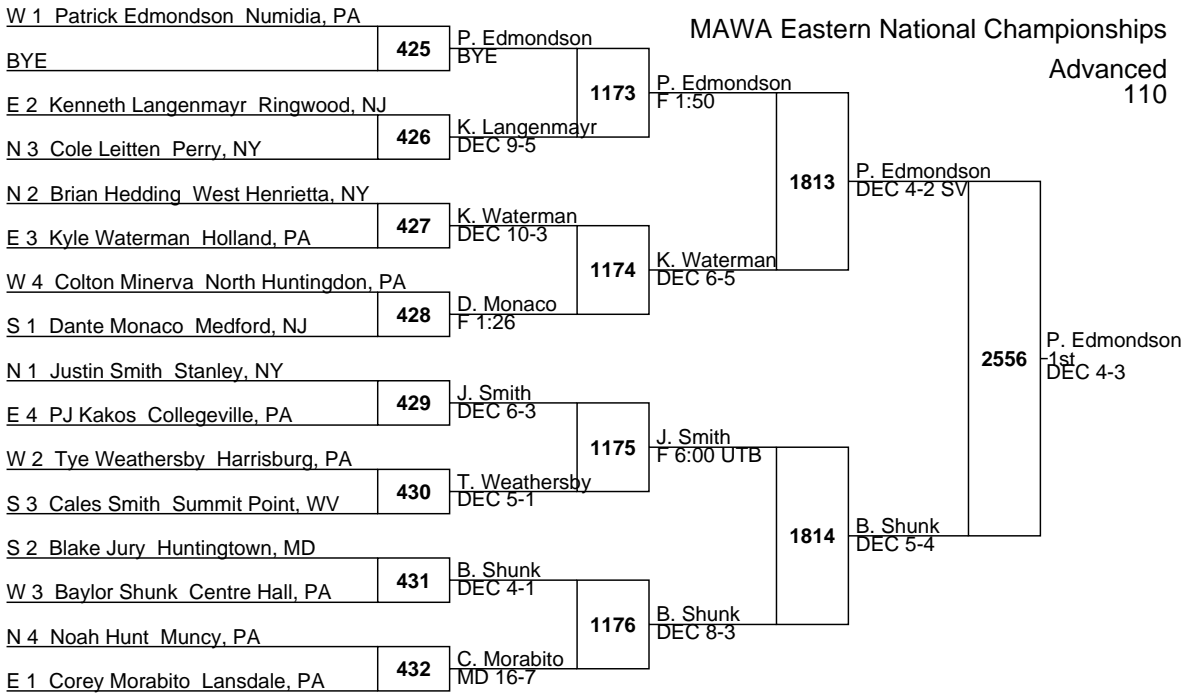 MAWA Eastern National Championships
Advanced
110
W 1 Patrick Edmondson Numidia, PA
BYE
E 2 Kenneth Langenmayr Ringwood, NJ
N 3 Cole Leitten Perry, NY
N 2 Brian Hedding West Henrietta, NY
E 3 Kyle Waterman Holland, PA
W 4 Colton Minerva North Huntingdon, PA
S 1 Dante Monaco Medford, NJ
N 1 Justin Smith Stanley, NY
E 4 PJ Kakos Collegeville, PA
W 2 Tye Weathersby Harrisburg, PA
S 3 Cales Smith Summit Point, WV
S 2 Blake Jury Huntingtown, MD
W 3 Baylor Shunk Centre Hall, PA
N 4 Noah Hunt Muncy, PA
E 1 Corey Morabito Lansdale, PA
425
426
427
428
429
430
431
432
P. Edmondson
BYE
K. Langenmayr
DEC 9-5
K. Waterman
DEC 10-3
D. Monaco
F 1:26
J. Smith
DEC 6-3
T. Weathersby
DEC 5-1
B. Shunk
DEC 4-1
C. Morabito
MD 16-7
1173
1174
1175
1176
P. Edmondson
F 1:50
K. Waterman
DEC 6-5
J. Smith
F 6:00 UTB
B. Shunk
DEC 8-3
1813
1814
P. Edmondson
DEC 4-2 SV
B. Shunk
DEC 5-4
2556
P. Edmondson
1st
DEC 4-3